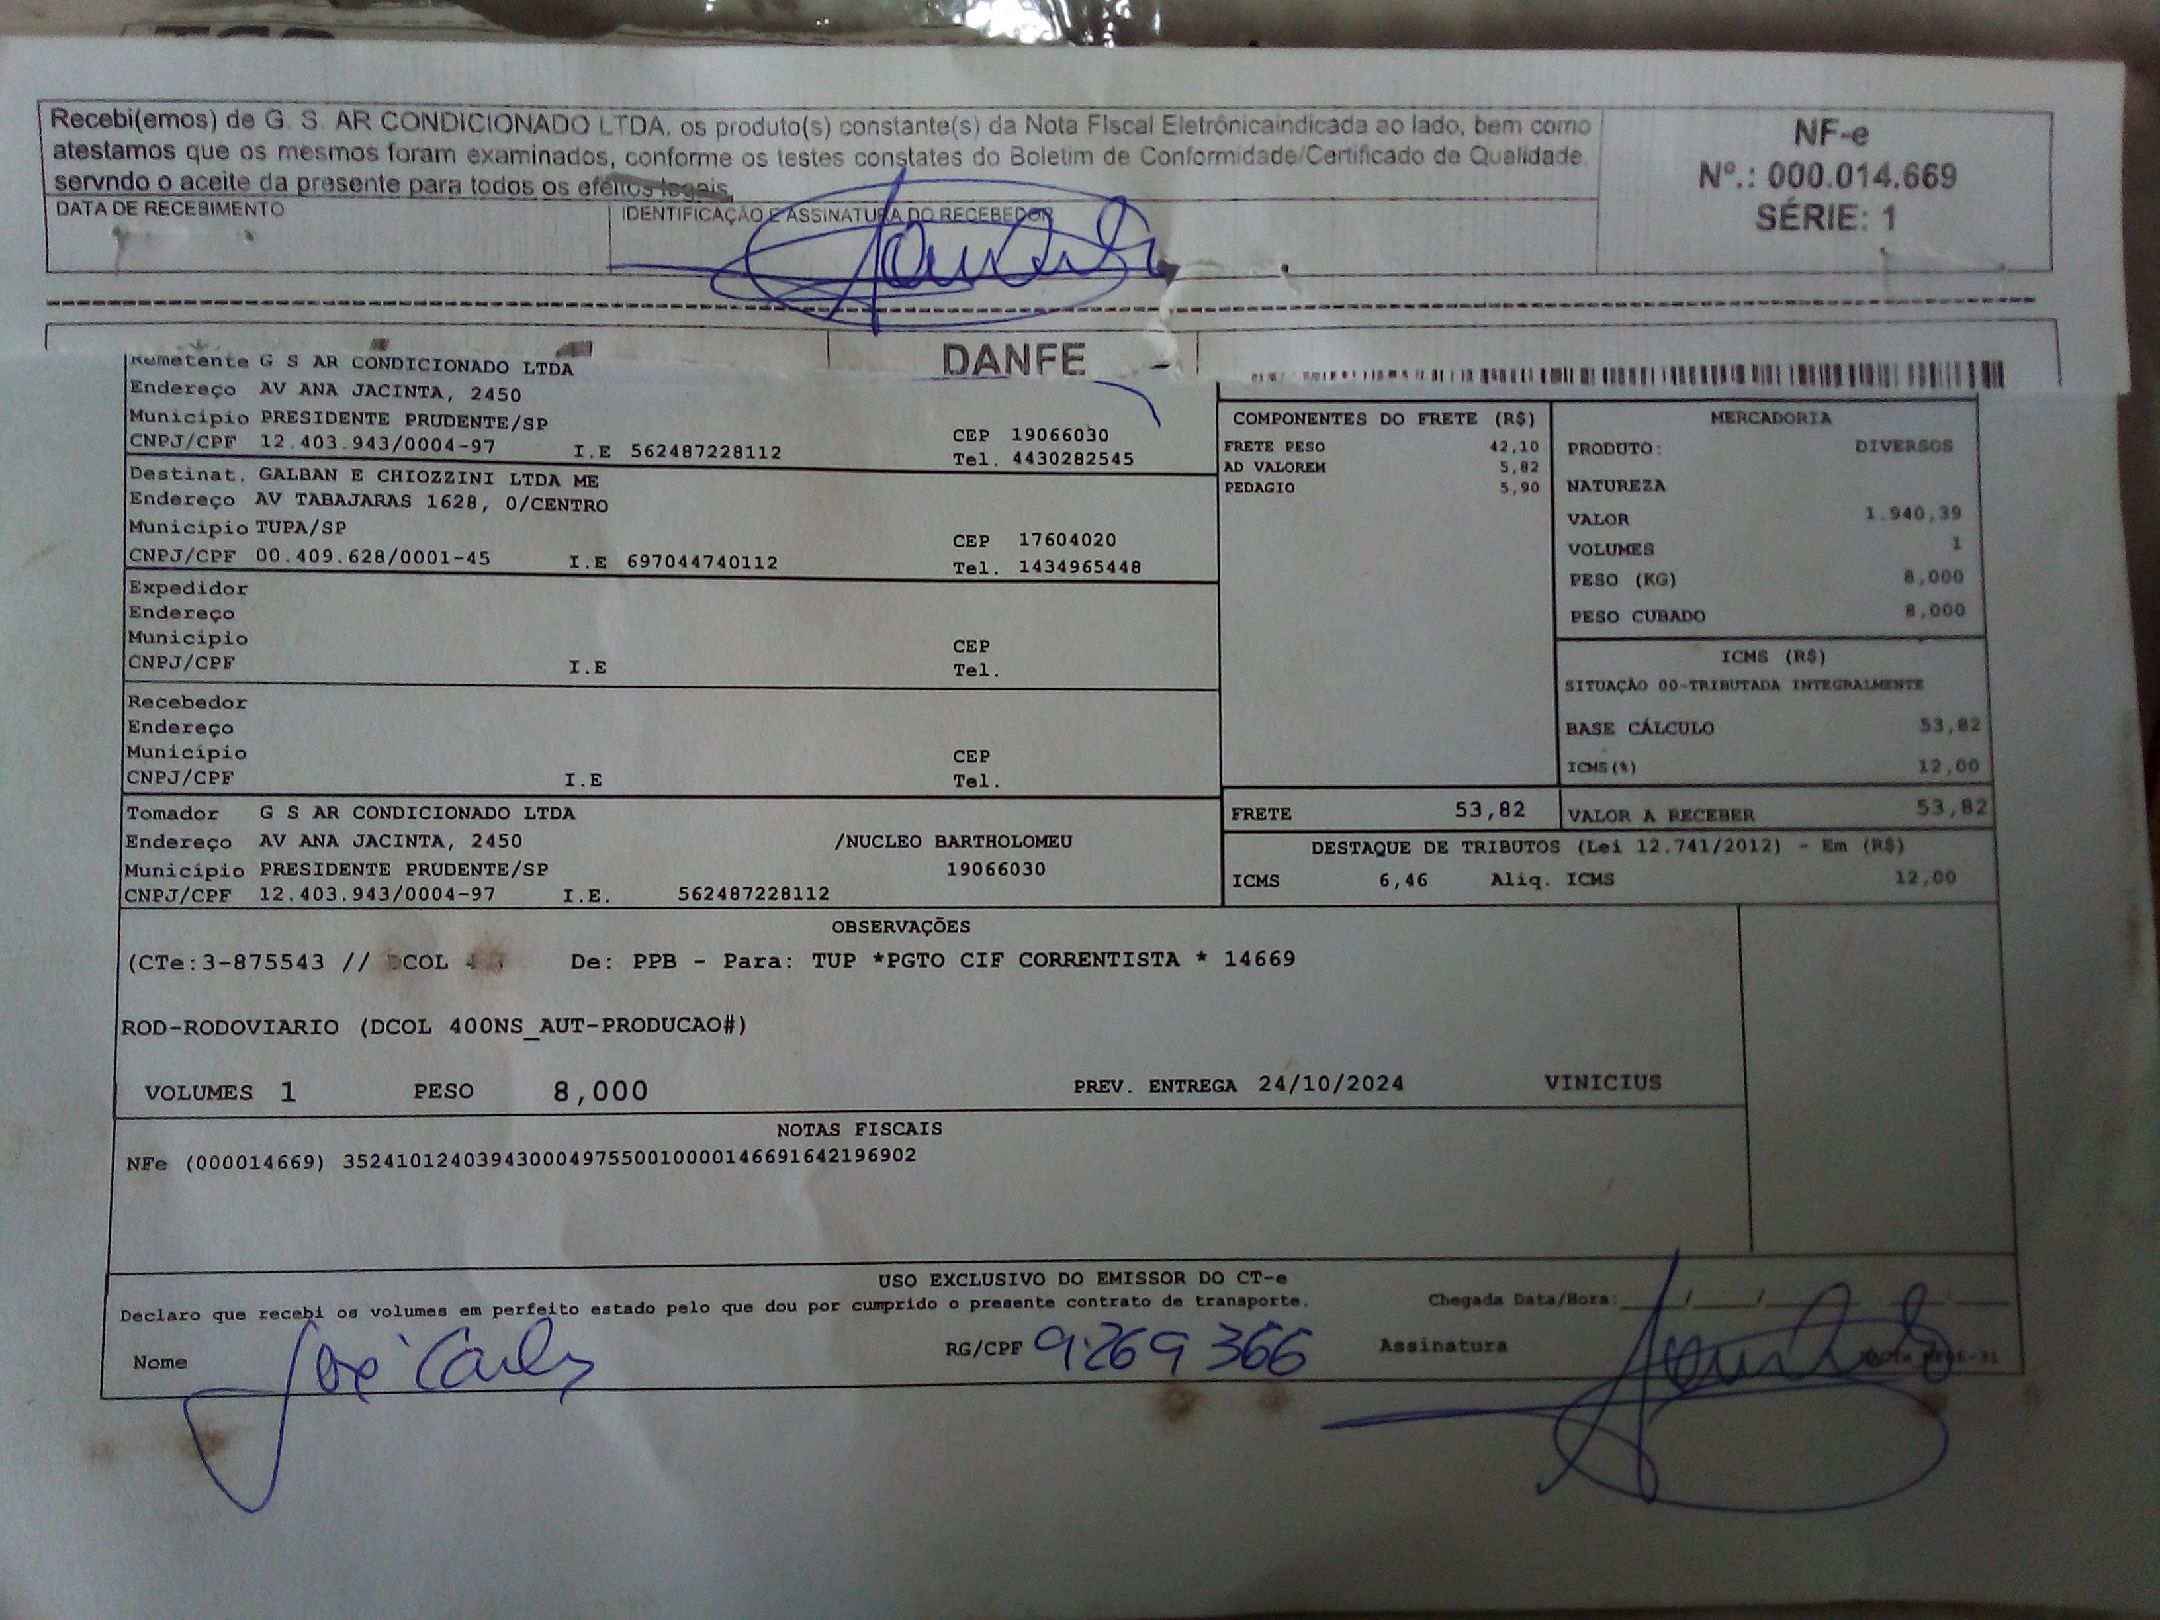 Recebi(emos) de G. S. AR CONDICIONADO LTDA, os produto(s) constante(s) da Nota FIscal Eletrônicaindicada ao lado, bem como
atestamos que os mesmos foram examinados, conforme os testes constates do Boletim de Conformidade/Certificado de Qualidade,
servndo o aceite da presente para todos os efeitos legais.
DATA DE RECEBIMENTO
IDENTIFICAÇÃO E ASSINATURA DO RECEBEDOR
NF-e
Nº.: 000.014.669
SÉRIE: 1
DANFE
Remetente G S AR CONDICIONADO LTDA
Endereço AV ANA JACINTA, 2450
Município PRESIDENTE PRUDENTE/SP
CEP 19066030
CNPJ/CPF 12.403.943/0004-97 I.E 562487228112 Tel. 4430282545
Destinat. GALBAN E CHIOZZINI LTDA ME
Endereço AV TABAJARAS 1628, 0/CENTRO
Município TUPA/SP CEP 17604020
CNPJ/CPF 00.409.628/0001-45 I.E 697044740112 Tel. 1434965448
Expedidor
Endereço
Município CEP
CNPJ/CPF I.E Tel.
Recebedor
Endereço
Município CEP
CNPJ/CPF I.E Tel.
Tomador G S AR CONDICIONADO LTDA
Endereço AV ANA JACINTA, 2450 /NUCLEO BARTHOLOMEU
Município PRESIDENTE PRUDENTE/SP 19066030
CNPJ/CPF 12.403.943/0004-97 I.E. 562487228112
COMPONENTES DO FRETE (R$)
FRETE PESO 42,10
AD VALOREM 5,82
PEDAGIO 5,90
MERCADORIA
PRODUTO: DIVERSOS
NATUREZA
VALOR 1.940,39
VOLUMES 1
PESO (KG) 8,000
PESO CUBADO 8,000
ICMS (R$)
SITUAÇÃO 00-TRIBUTADA INTEGRALMENTE
BASE CÁLCULO 53,82
ICMS(%) 12,00
FRETE 53,82 VALOR A RECEBER 53,82
DESTAQUE DE TRIBUTOS (Lei 12.741/2012) - Em (R$)
ICMS 6,46 Aliq. ICMS 12,00
OBSERVAÇÕES
(CTe:3-875543 // DCOL De: PPB - Para: TUP *PGTO CIF CORRENTISTA * 14669
ROD-RODOVIARIO (DCOL 400NS_AUT-PRODUCAO#)
VOLUMES 1 PESO 8,000 PREV. ENTREGA 24/10/2024 VINICIUS
NOTAS FISCAIS
NFe (000014669) 35241012403943000497550010000146691642196902
USO EXCLUSIVO DO EMISSOR DO CT-e
Declaro que recebi os volumes em perfeito estado pelo que dou por cumprido o presente contrato de transporte. Chegada Data/Hora:
Nome José Carlos RG/CPF 9269366 Assinatura